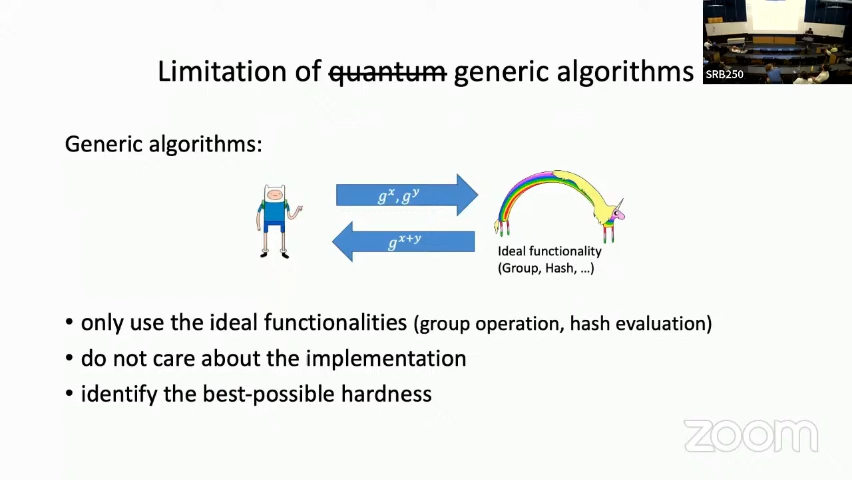 Limitation of quantum generic algorithms
SRB250
Generic algorithms:
g^x, g^y
g^{x+y}
Ideal functionality
(Group, Hash, ...)
• only use the ideal functionalities (group operation, hash evaluation)
• do not care about the implementation
• identify the best-possible hardness
zoom